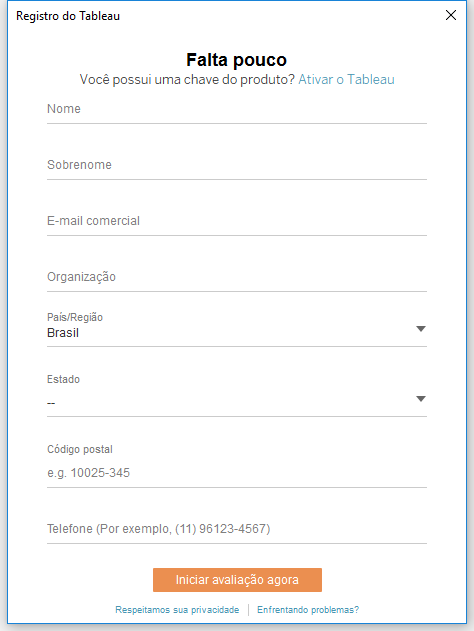 Registro do Tableau
Falta pouco
Você possui uma chave do produto? Ativar o Tableau
Nome
Sobrenome
E-mail comercial
Organização
País/Região
Brasil
Estado
--
Código postal
e.g. 10025-345
Telefone (Por exemplo, (11) 96123-4567)
Iniciar avaliação agora
Respeitamos sua privacidade | Enfrentando problemas?